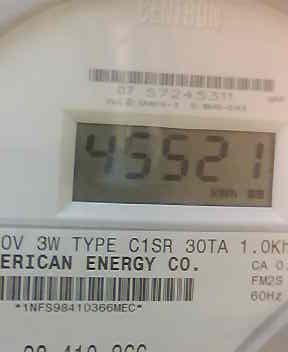 CENTRON
07 57245311
45521
kWh
0V 3W TYPE C1SR 30TA 1.0Kh
ERICAN ENERGY CO.
CA 0.
FM2S
60Hz
*1NFS98410366MEC*